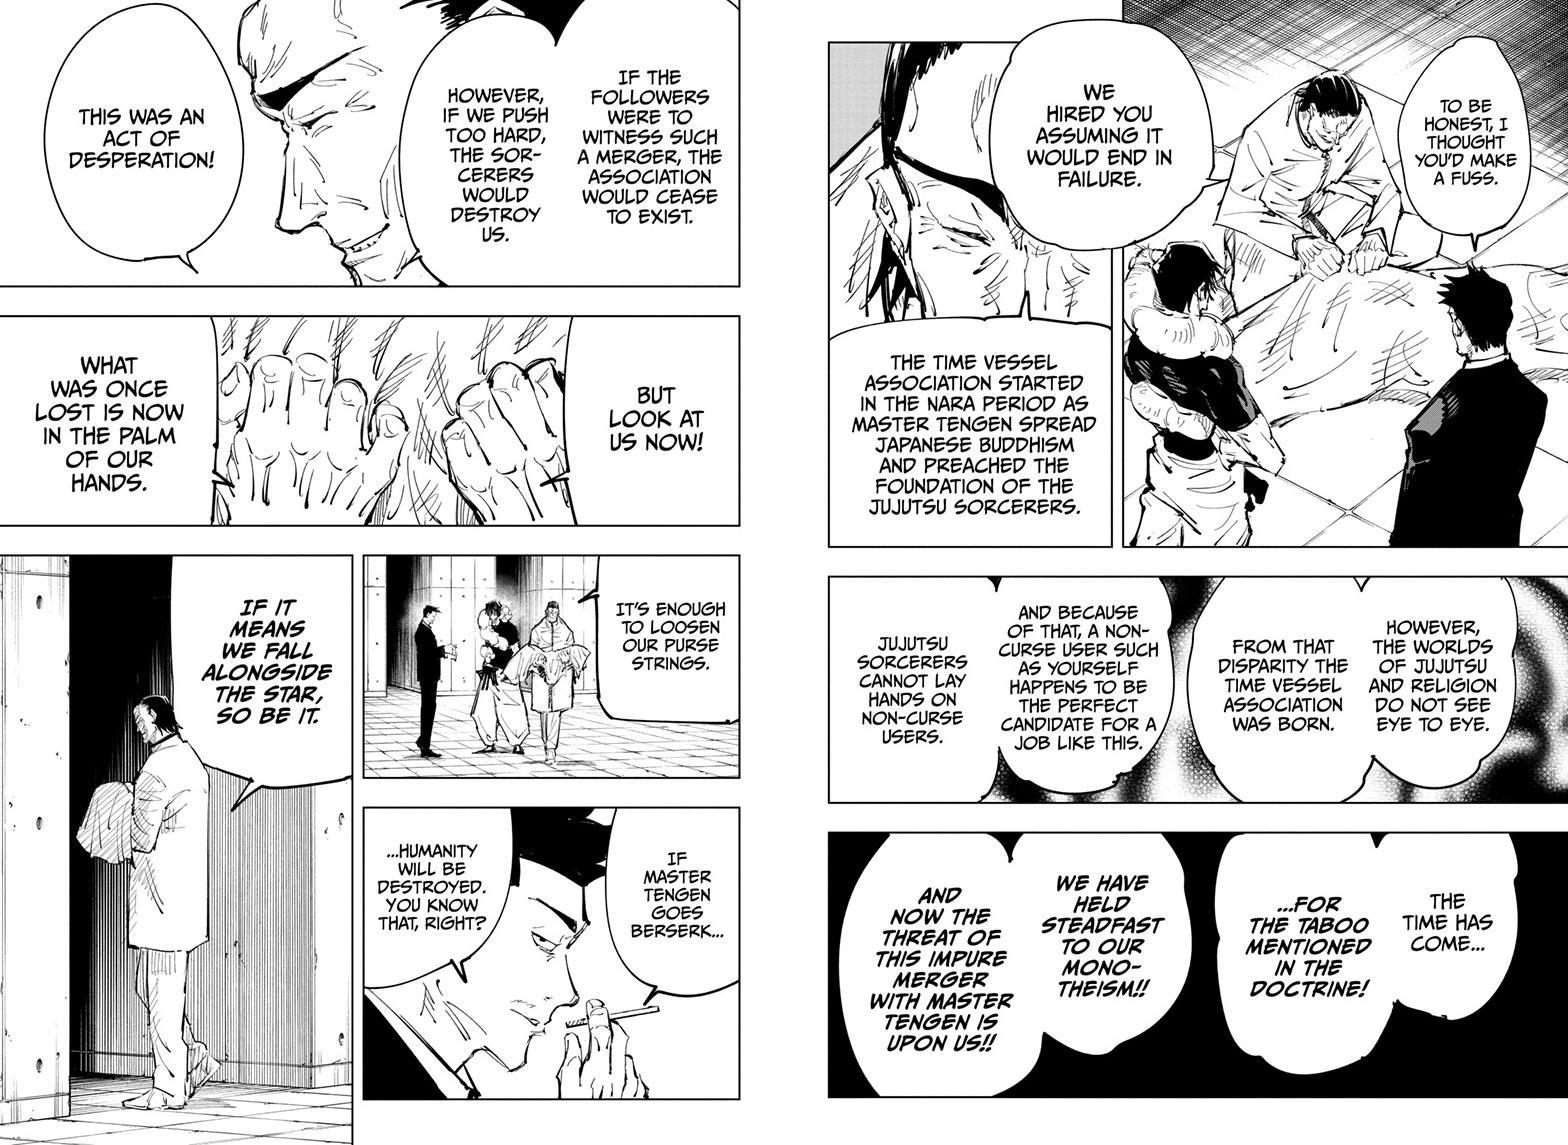 TO BE
HONEST, I
THOUGHT
YOU'D MAKE
A FUSS.
WE
HIRED YOU
ASSUMING IT
WOULD END IN
FAILURE.
THE TIME VESSEL
ASSOCIATION STARTED
IN THE NARA PERIOD AS
MASTER TENGEN SPREAD
JAPANESE BUDDHISM
AND PREACHED THE
FOUNDATION OF THE
JUJUTSU SORCERERS.
HOWEVER,
THE WORLDS
OF JUJUTSU
AND RELIGION
DO NOT SEE
EYE TO EYE.
FROM THAT
DISPARITY THE
TIME VESSEL
ASSOCIATION
WAS BORN.
AND BECAUSE
OF THAT, A NON-
CURSE USER SUCH
AS YOURSELF
HAPPENS TO BE
THE PERFECT
CANDIDATE FOR A
JOB LIKE THIS.
JUJUTSU
SORCERERS
CANNOT LAY
HANDS ON
NON-CURSE
USERS.
THE
TIME HAS
COME...
...FOR
THE TABOO
MENTIONED
IN THE
DOCTRINE!
WE HAVE
HELD
STEADFAST
TO OUR
MONO-
THEISM!!
AND
NOW THE
THREAT OF
THIS IMPURE
MERGER
WITH MASTER
TENGEN IS
UPON US!!
IF THE
FOLLOWERS
WERE TO
WITNESS SUCH
A MERGER, THE
ASSOCIATION
WOULD CEASE
TO EXIST.
HOWEVER,
IF WE PUSH
TOO HARD,
THE SOR-
CERERS
WOULD
DESTROY
US.
THIS WAS AN
ACT OF
DESPERATION!
BUT
LOOK AT
US NOW!
WHAT
WAS ONCE
LOST IS NOW
IN THE PALM
OF OUR
HANDS.
IT'S ENOUGH
TO LOOSEN
OUR PURSE
STRINGS.
IF
MASTER
TENGEN
GOES
BERSERK...
...HUMANITY
WILL BE
DESTROYED.
YOU KNOW
THAT, RIGHT?
IF IT
MEANS
WE FALL
ALONGSIDE
THE STAR,
SO BE IT.